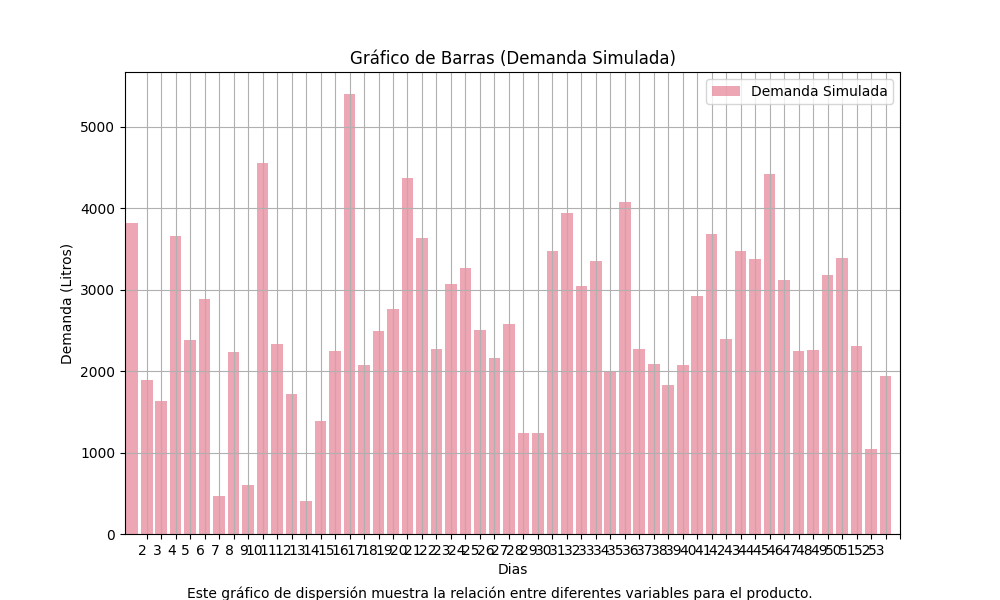 Gráfico de Barras (Demanda Simulada)
Demanda Simulada
5000
4000
3000
2000
1000
0
Demanda (Litros)
2 3 4 5 6 7 8 9 10 11 12 13 14 15 16 17 18 19 20 21 22 23 24 25 26 27 28 29 30 31 32 33 34 35 36 37 38 39 40 41 42 43 44 45 46 47 48 49 50 51 52 53
Dias
Este gráfico de dispersión muestra la relación entre diferentes variables para el producto.